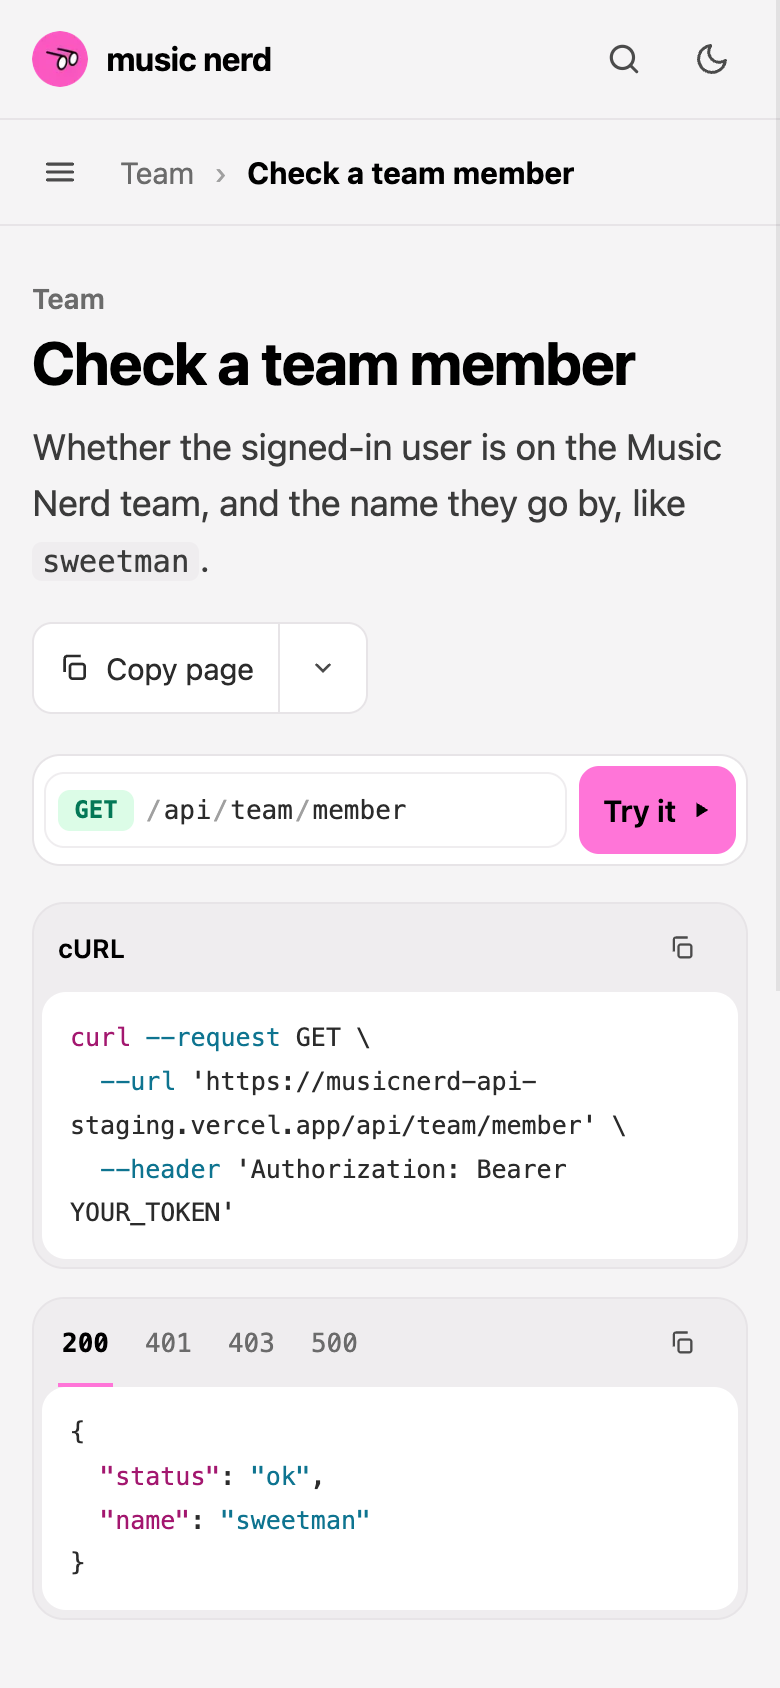 music nerd
Team › Check a team member
Team
Check a team member
Whether the signed-in user is on the Music
Nerd team, and the name they go by, like
sweetman.
Copy page
GET /api/team/member
Try it
cURL
curl --request GET \
  --url 'https://musicnerd-api-
staging.vercel.app/api/team/member' \
  --header 'Authorization: Bearer
YOUR_TOKEN'
200 401 403 500
{
  "status": "ok",
  "name": "sweetman"
}